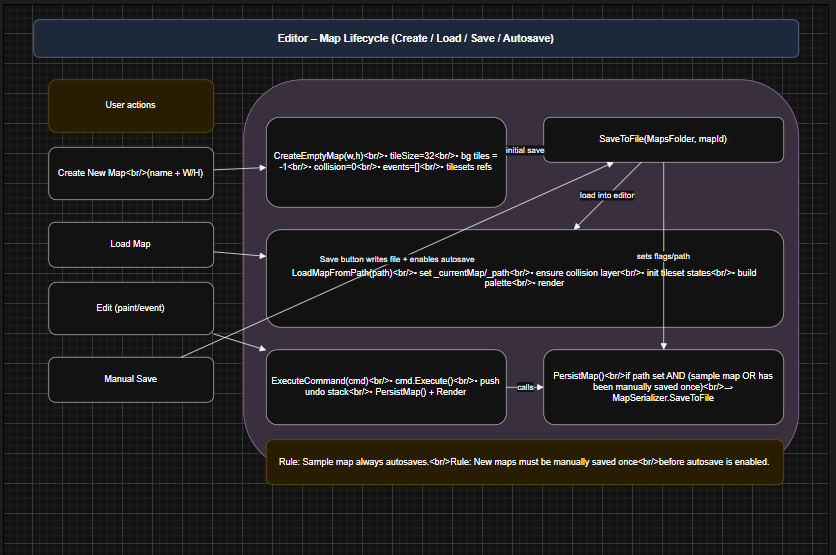 Editor – Map Lifecycle (Create / Load / Save / Autosave)
User actions
Create New Map<br/>(name + W/H)
Load Map
Edit (paint/event)
Manual Save
CreateEmptyMap(w,h)<br/>• tileSize=32<br/>• bg tiles =
-1<br/>• collision=0<br/>• events=[]<br/>• tilesets refs
initial save
SaveToFile(MapsFolder, mapId)
load into editor
Save button writes file + enables autosave
sets flags/path
LoadMapFromPath(path)<br/>• set _currentMap/_path<br/>• ensure collision layer<br/>• init tileset states<br/>• build
palette<br/>• render
ExecuteCommand(cmd)<br/>• cmd.Execute()<br/>• push
undo stack<br/>• PersistMap() + Render
calls
PersistMap()<br/>if path set AND (sample map OR has
been manually saved once)<br/>→
MapSerializer.SaveToFile
Rule: Sample map always autosaves.<br/>Rule: New maps must be manually saved once<br/>before autosave is enabled.